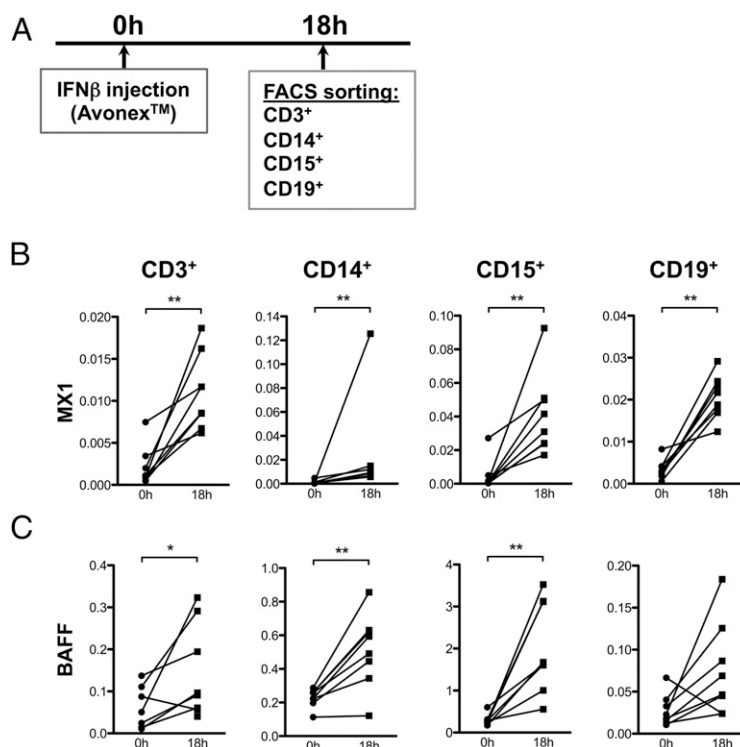 A
0h 18h
IFNβ injection
(Avonex™)
FACS sorting:
CD3⁺
CD14⁺
CD15⁺
CD19⁺
B
CD3⁺ CD14⁺ CD15⁺ CD19⁺
MX1
**
0.020
0.015
0.010
0.005
0.000
0h 18h
**
0.14
0.12
0.10
0.08
0.06
0.04
0.02
0.00
0h 18h
**
0.10
0.08
0.06
0.04
0.02
0.00
0h 18h
**
0.04
0.03
0.02
0.01
0.00
0h 18h
C
BAFF
*
0.4
0.3
0.2
0.1
0.0
0h 18h
**
1.0
0.8
0.6
0.4
0.2
0.0
0h 18h
**
4
3
2
1
0
0h 18h
0.20
0.15
0.10
0.05
0.00
0h 18h